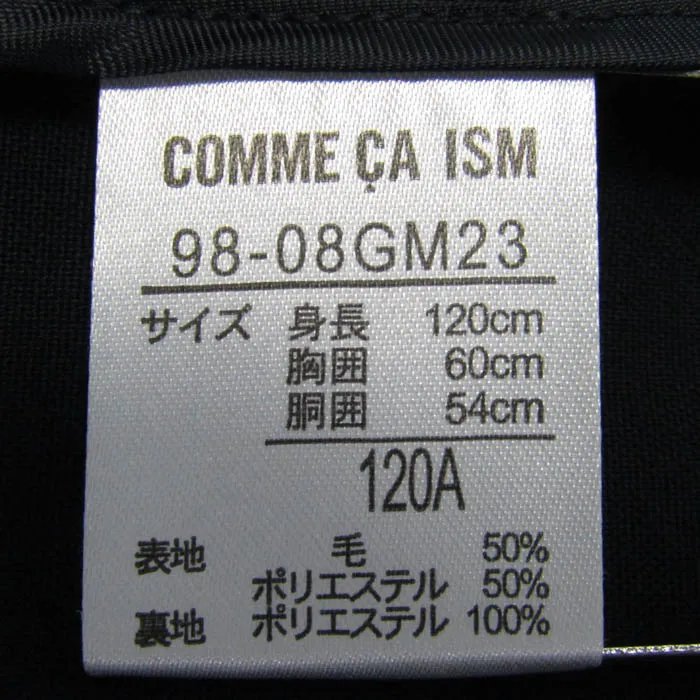 COMME ÇA ISM
98-08GM23
サイズ 身長 120cm
胸囲 60cm
胴囲 54cm
120A
表地 毛 50%
ポリエステル 50%
裏地 ポリエステル 100%